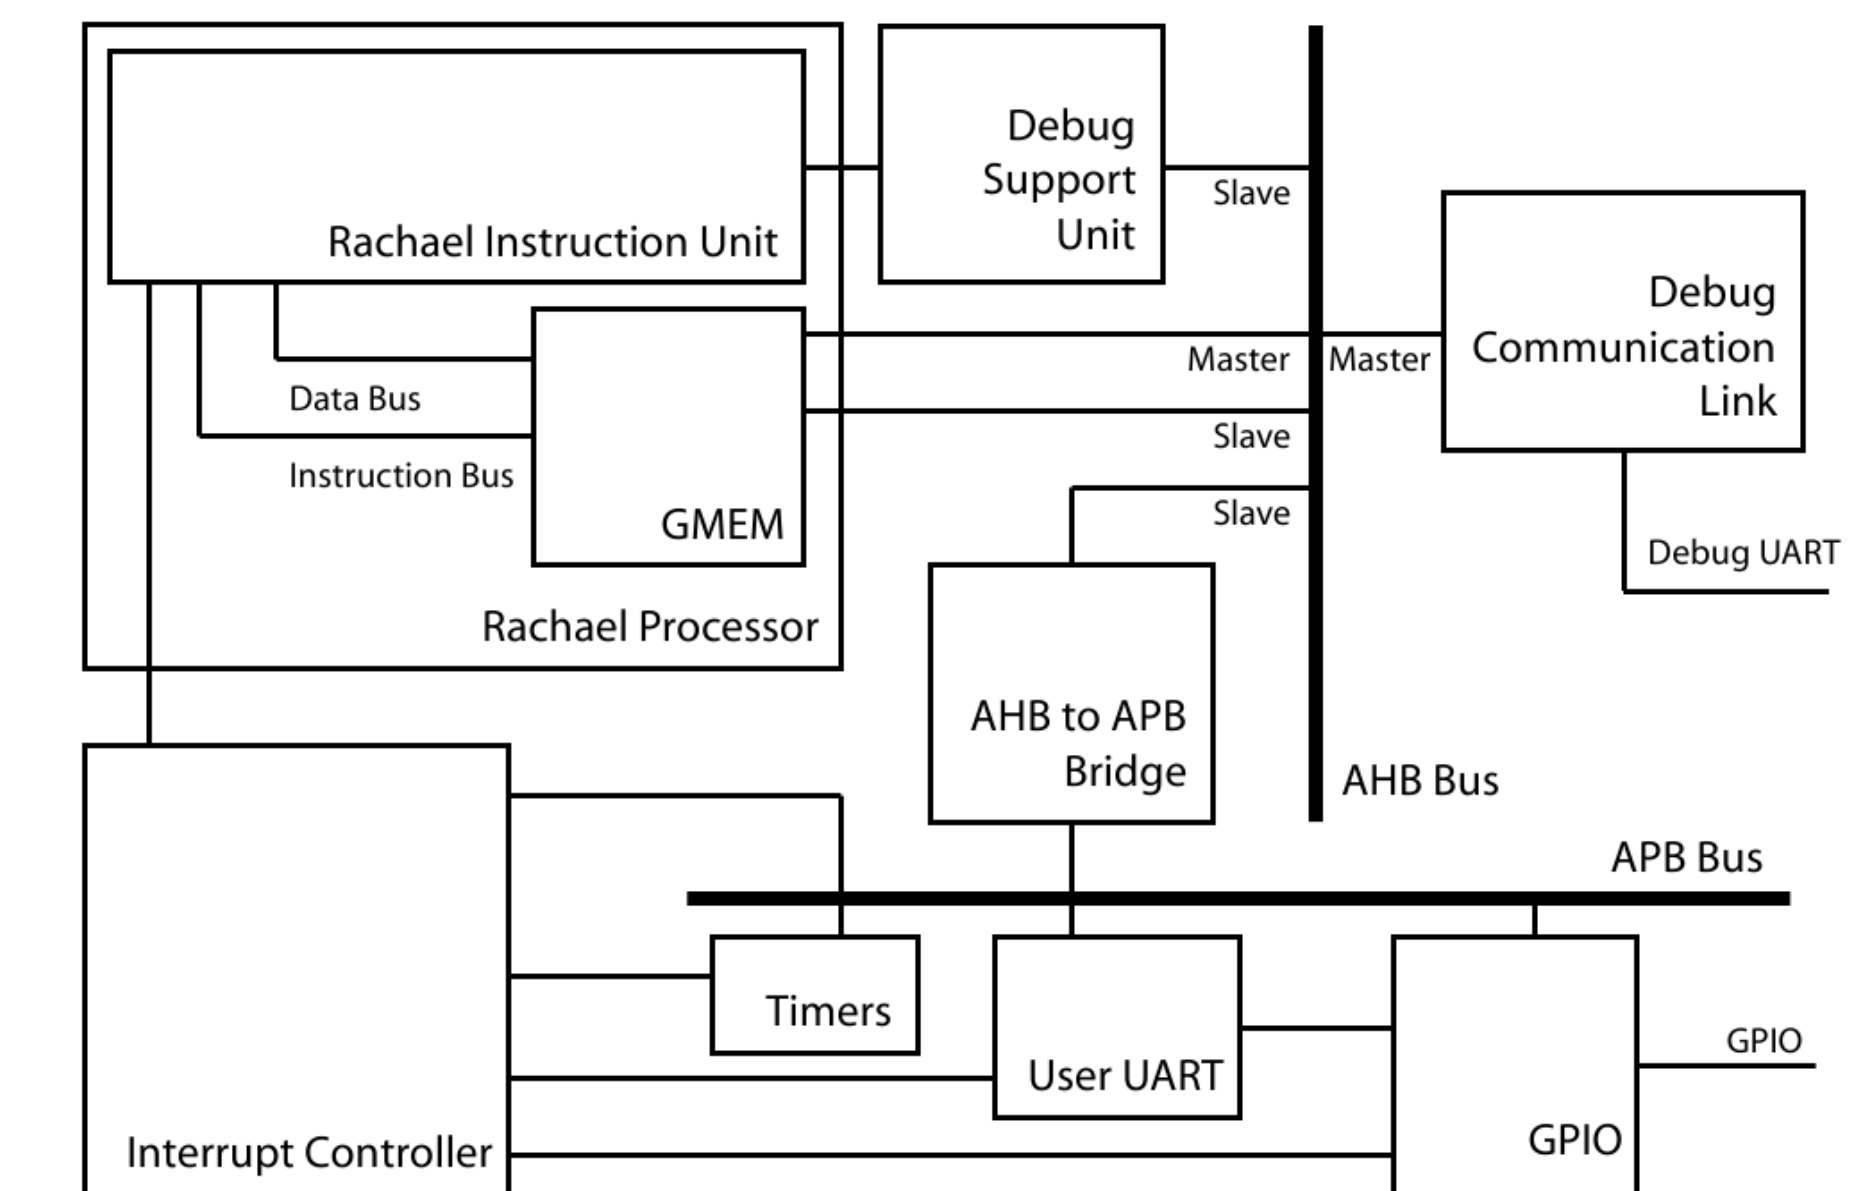 Debug
Support
Unit
Slave
Rachael Instruction Unit
Debug
Communication
Link
Master
Master
Data Bus
Slave
Instruction Bus
GMEM
Slave
Debug UART
Rachael Processor
AHB to APB
Bridge
AHB Bus
APB Bus
Timers
User UART
GPIO
GPIO
Interrupt Controller